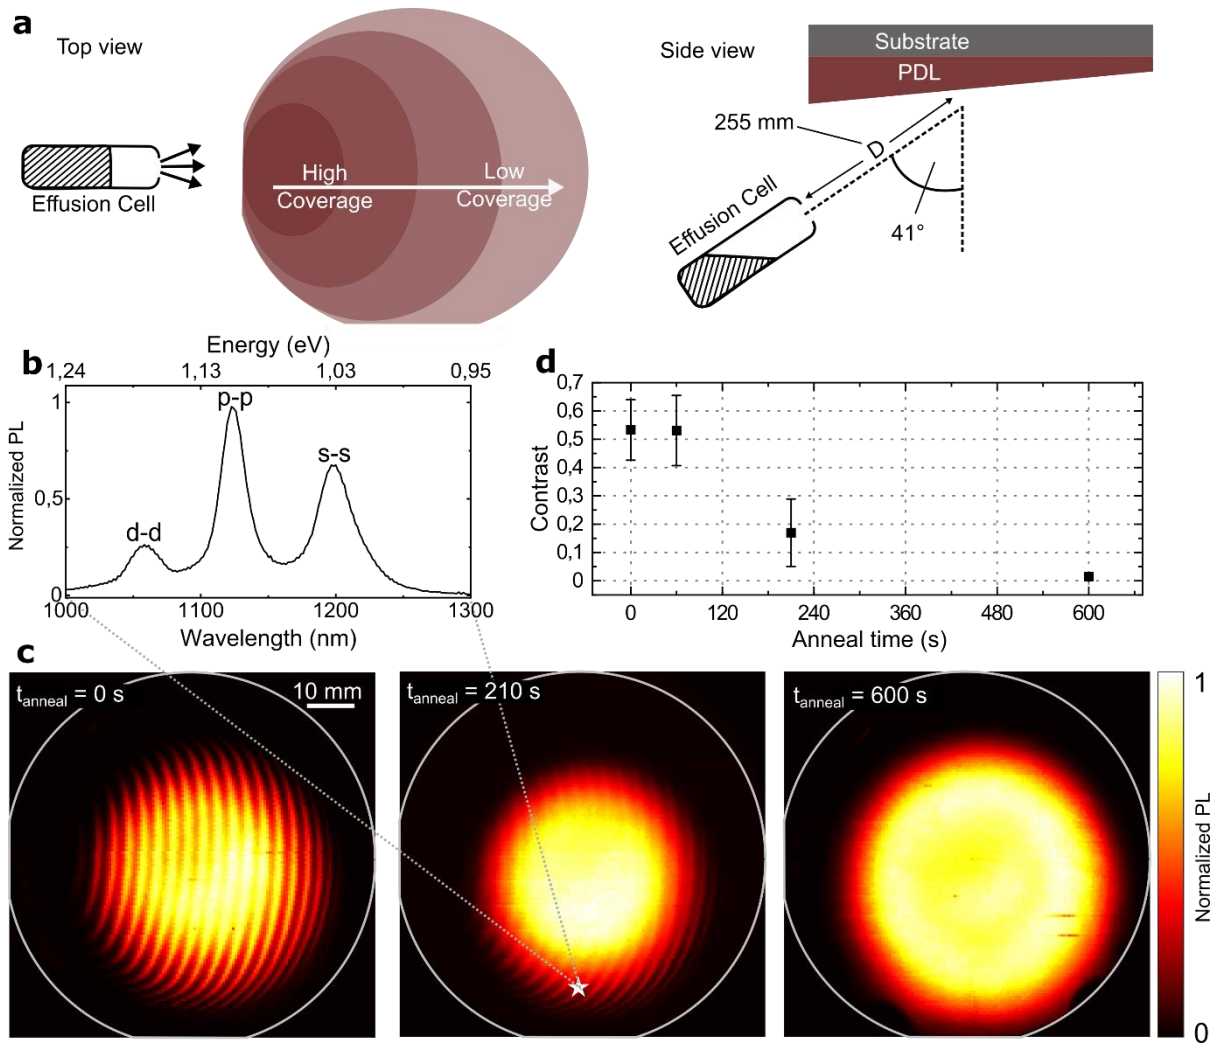 a
Top view
Effusion Cell
High
Coverage
Low
Coverage
Side view
Substrate
PDL
255 mm
D
41°
Effusion Cell
b
Energy (eV)
1,24 1,13 1,03 0,95
Normalized PL
1
0,5
0
d-d
p-p
s-s
1000 1100 1200 1300
Wavelength (nm)
d
Contrast
0,7
0,6
0,5
0,4
0,3
0,2
0,1
0
0 120 240 360 480 600
Anneal time (s)
c
tanneal = 0 s
10 mm
tanneal = 210 s
tanneal = 600 s
1
Normalized PL
0